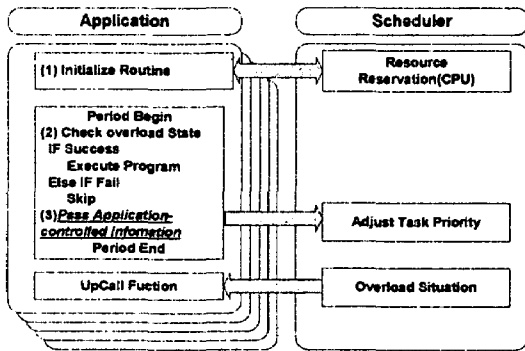 Application
Scheduler
(1) Initialize Routine
Resource
Reservation(CPU)
Period Begin
(2) Check overload State
IF Success
Execute Program
Else IF Fail
Skip
(3)Pass Application-
controlled Infomation
Period End
Adjust Task Priority
UpCall Fuction
Overload Situation